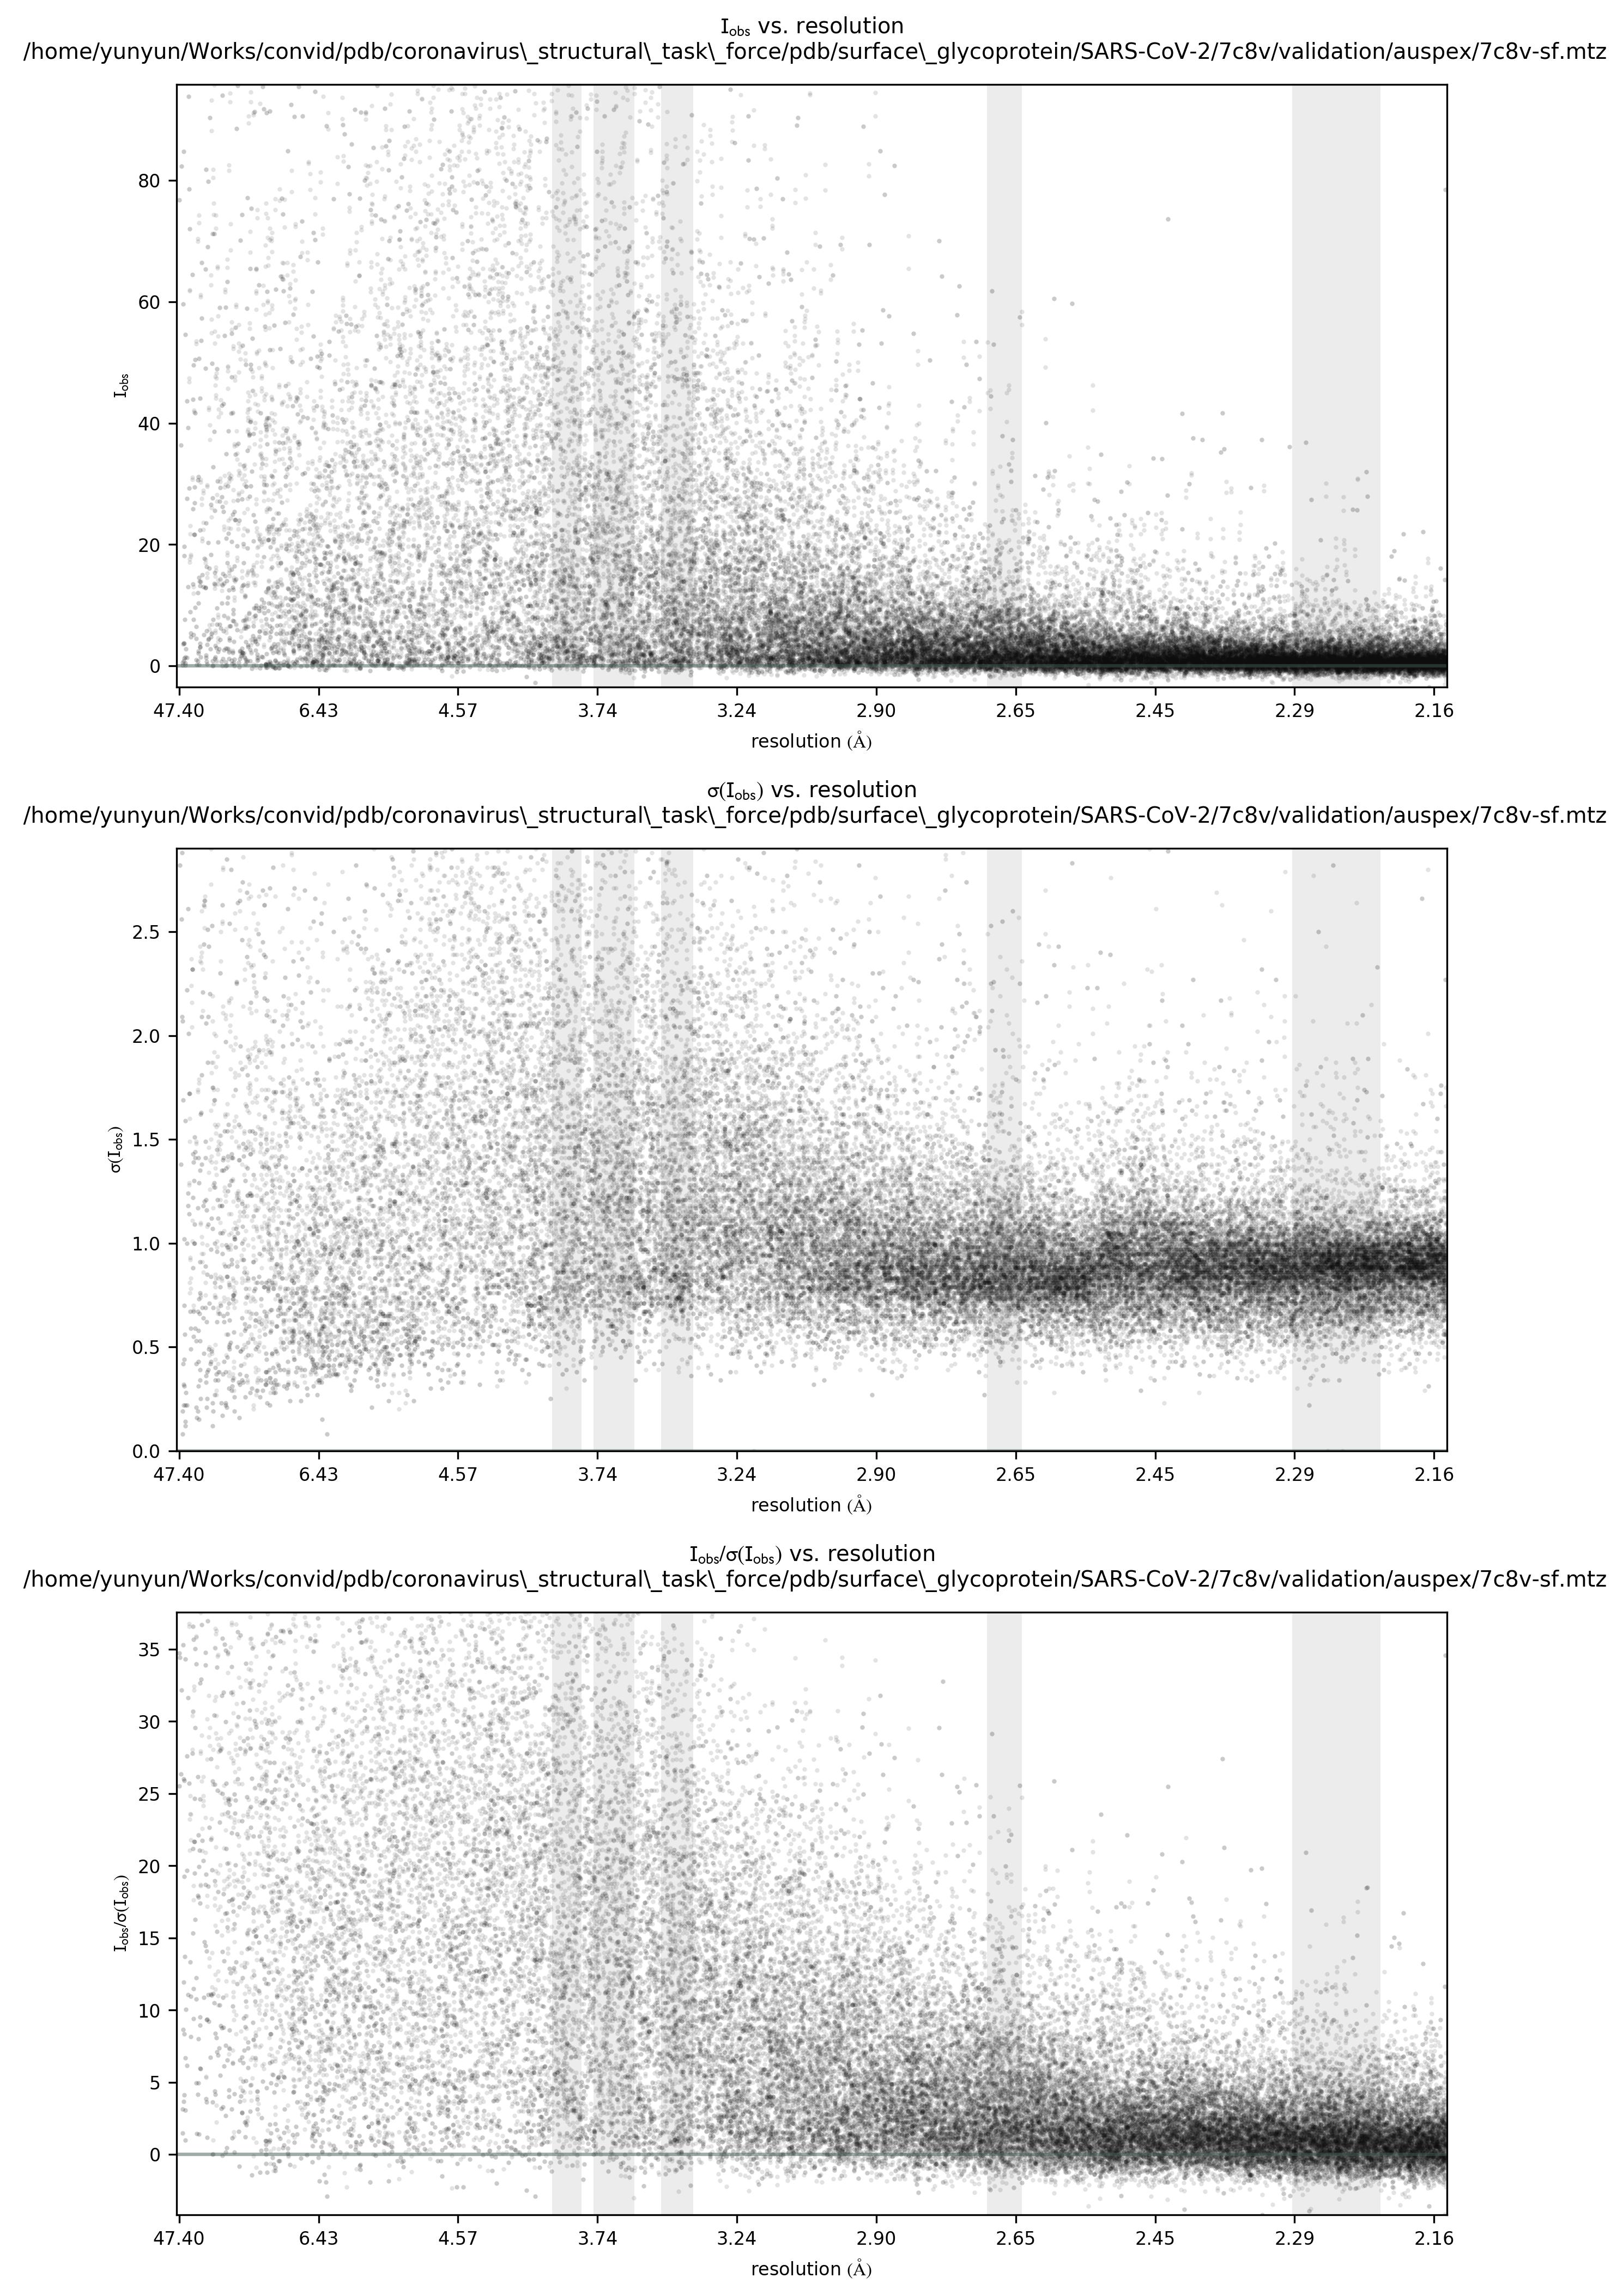 I_obs vs. resolution
/home/yunyun/Works/convid/pdb/coronavirus\_structural\_task\_force/pdb/surface\_glycoprotein/SARS-CoV-2/7c8v/validation/auspex/7c8v-sf.mtz
80
60
40
20
0
I_obs
47.40 6.43 4.57 3.74 3.24 2.90 2.65 2.45 2.29 2.16
resolution (Å)
σ(I_obs) vs. resolution
/home/yunyun/Works/convid/pdb/coronavirus\_structural\_task\_force/pdb/surface\_glycoprotein/SARS-CoV-2/7c8v/validation/auspex/7c8v-sf.mtz
2.5
2.0
1.5
1.0
0.5
0.0
σ(I_obs)
47.40 6.43 4.57 3.74 3.24 2.90 2.65 2.45 2.29 2.16
resolution (Å)
I_obs/σ(I_obs) vs. resolution
/home/yunyun/Works/convid/pdb/coronavirus\_structural\_task\_force/pdb/surface\_glycoprotein/SARS-CoV-2/7c8v/validation/auspex/7c8v-sf.mtz
35
30
25
20
15
10
5
0
I_obs/σ(I_obs)
47.40 6.43 4.57 3.74 3.24 2.90 2.65 2.45 2.29 2.16
resolution (Å)